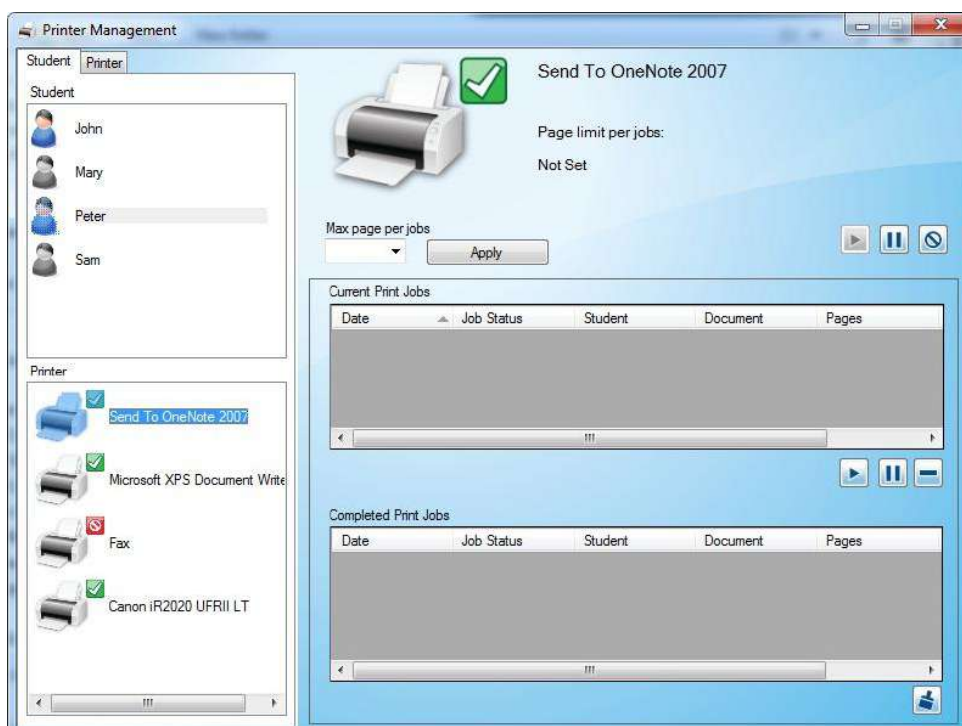 Printer Management
Student Printer
Student
John
Mary
Peter
Sam
Printer
Send To OneNote 2007
Microsoft XPS Document Write
Fax
Canon iR2020 UFRII LT
Send To OneNote 2007
Page limit per jobs:
Not Set
Max page per jobs
Apply
Current Print Jobs
Date Job Status Student Document Pages
Completed Print Jobs
Date Job Status Student Document Pages